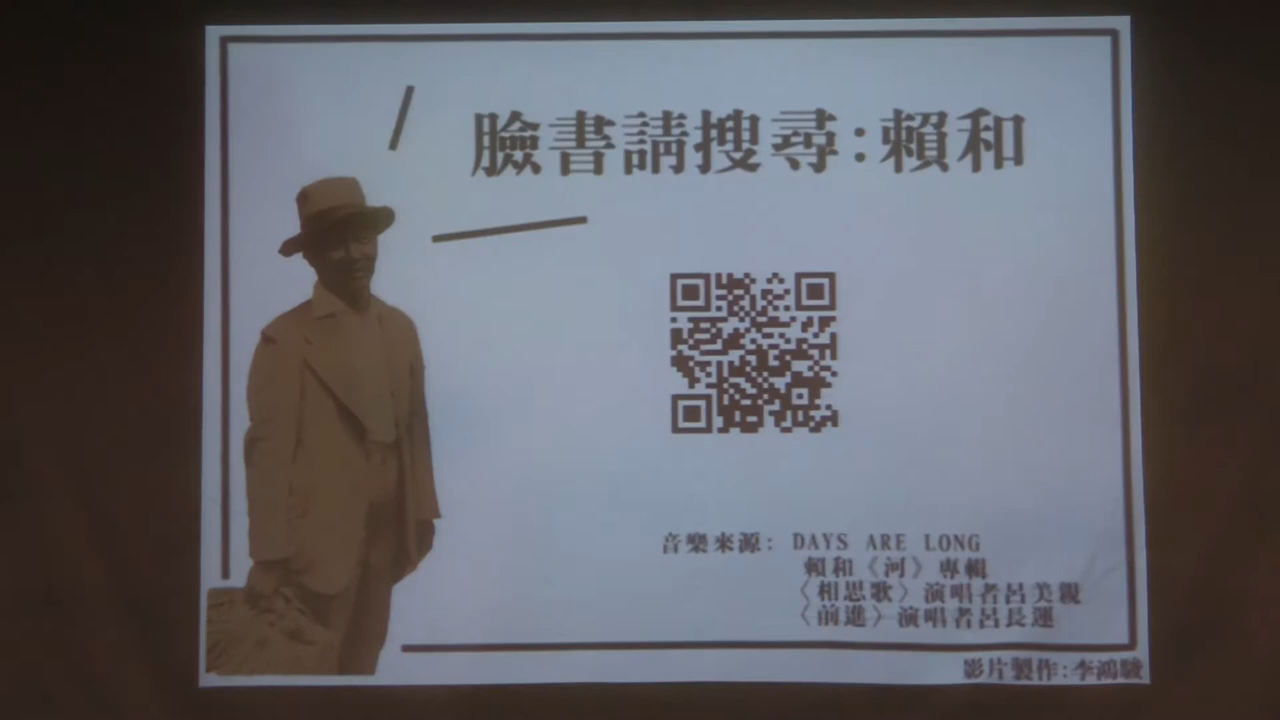 臉書請搜尋:賴和
音樂來源: DAYS ARE LONG
賴和《河》專輯
〈相思歌〉演唱者呂美親
〈前進〉演唱者呂長運
影片製作:李鴻駿